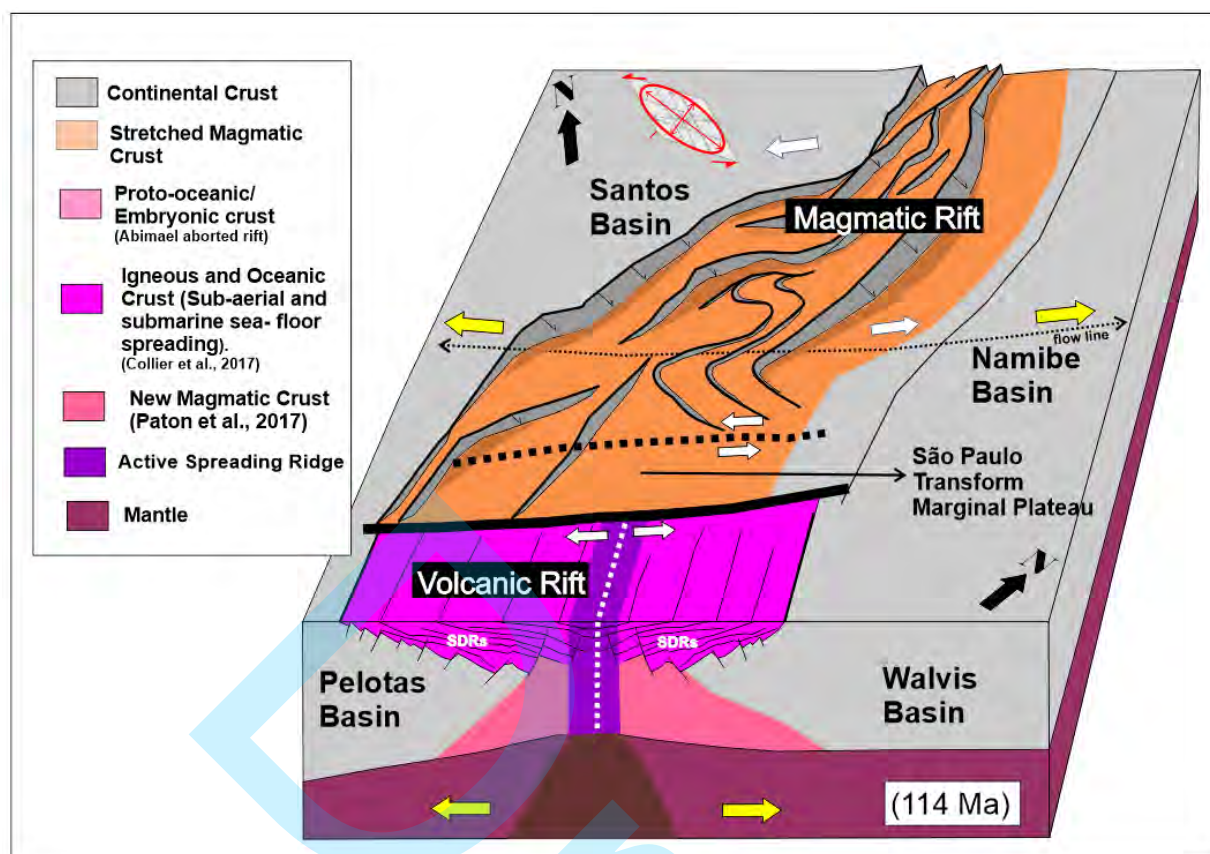 Continental Crust
Stretched Magmatic
Crust
Proto-oceanic/
Embryonic crust
(Abimael aborted rift)
Igneous and Oceanic
Crust (Sub-aerial and
submarine sea- floor
spreading).
(Collier et al., 2017)
New Magmatic Crust
(Paton et al., 2017)
Active Spreading Ridge
Mantle
N
Santos
Basin
Magmatic Rift
flow line
Namibe
Basin
São Paulo
Transform
Marginal Plateau
N
Volcanic Rift
SDRs
SDRs
Pelotas
Basin
Walvis
Basin
(114 Ma)